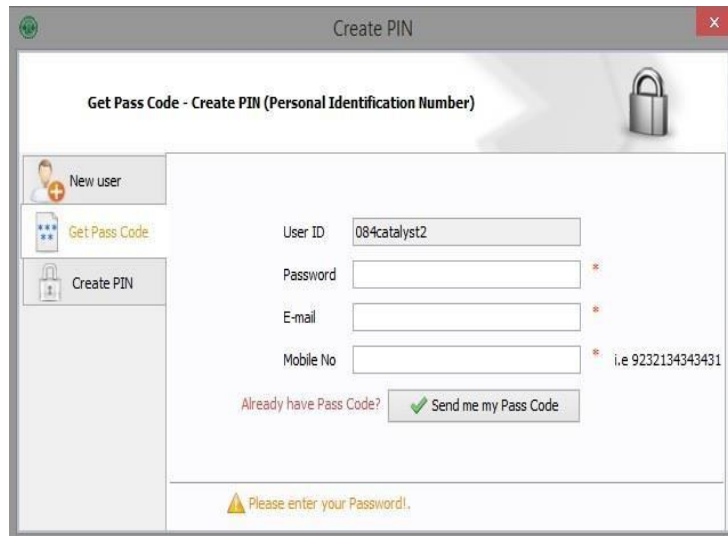 Create PIN
x
Get Pass Code - Create PIN (Personal Identification Number)
New user
Get Pass Code
Create PIN
User ID 084catalyst2
Password *
E-mail *
Mobile No * i.e 9232134343431
Already have Pass Code? Send me my Pass Code
Please enter your Password!.